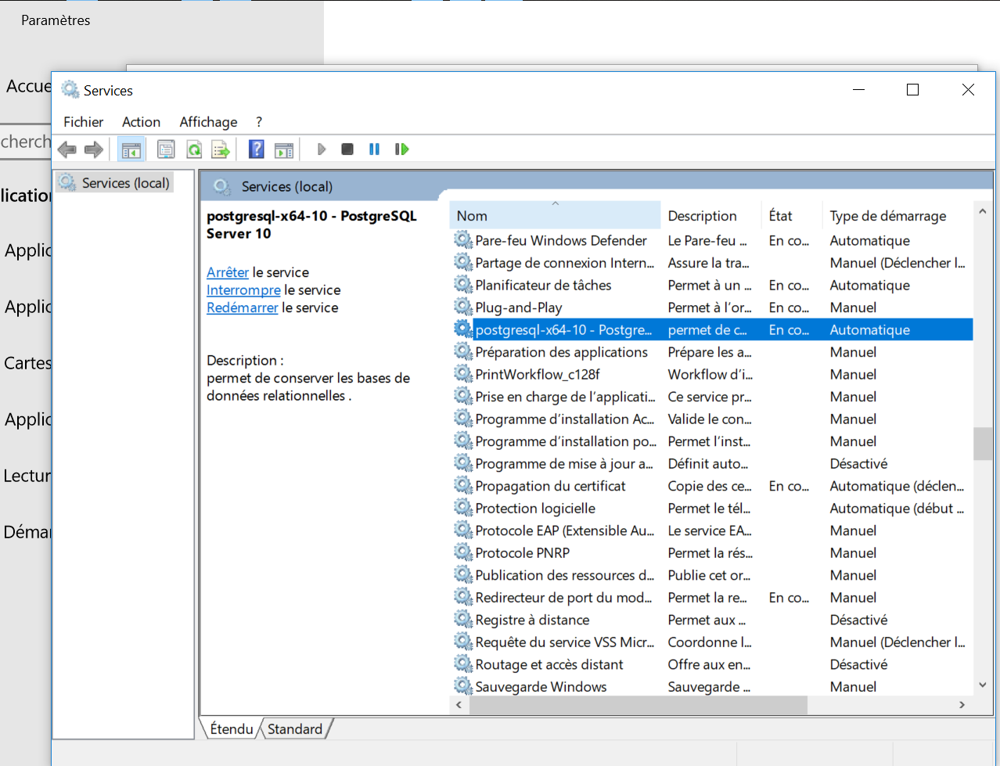 Paramètres
Accue
cherch
lication
Applic
Applic
Cartes
Applic
Lectur
Démar
Services
Fichier Action Affichage ?
Services (local)
Services (local)
postgresql-x64-10 - PostgreSQL
Server 10
Arrêter le service
Interrompre le service
Redémarrer le service
Description :
permet de conserver les bases de
données relationnelles .
Nom Description État Type de démarrage
Pare-feu Windows Defender Le Pare-feu ... En co... Automatique
Partage de connexion Intern... Assure la tra... Manuel (Déclencher l...
Planificateur de tâches Permet à un ... En co... Automatique
Plug-and-Play Permet à l'or... En co... Manuel
postgresql-x64-10 - Postgre... permet de c... En co... Automatique
Préparation des applications Prépare les a... Manuel
PrintWorkflow_c128f Workflow d'i... Manuel
Prise en charge de l'applicati... Ce service pr... Manuel
Programme d'installation Ac... Valide le con... Manuel
Programme d'installation po... Permet l'inst... Manuel
Programme de mise à jour a... Définit auto... Désactivé
Propagation du certificat Copie des ce... En co... Automatique (déclen...
Protection logicielle Permet le tél... Automatique (début ...
Protocole EAP (Extensible Au... Le service EA... Manuel
Protocole PNRP Permet la rés... Manuel
Publication des ressources d... Publie cet or... Manuel
Redirecteur de port du mod... Permet la re... En co... Manuel
Registre à distance Permet aux ... Désactivé
Requête du service VSS Micr... Coordonne l... Manuel (Déclencher l...
Routage et accès distant Offre aux en... Désactivé
Sauvegarde Windows Sauvegarde ... Manuel
Étendu Standard